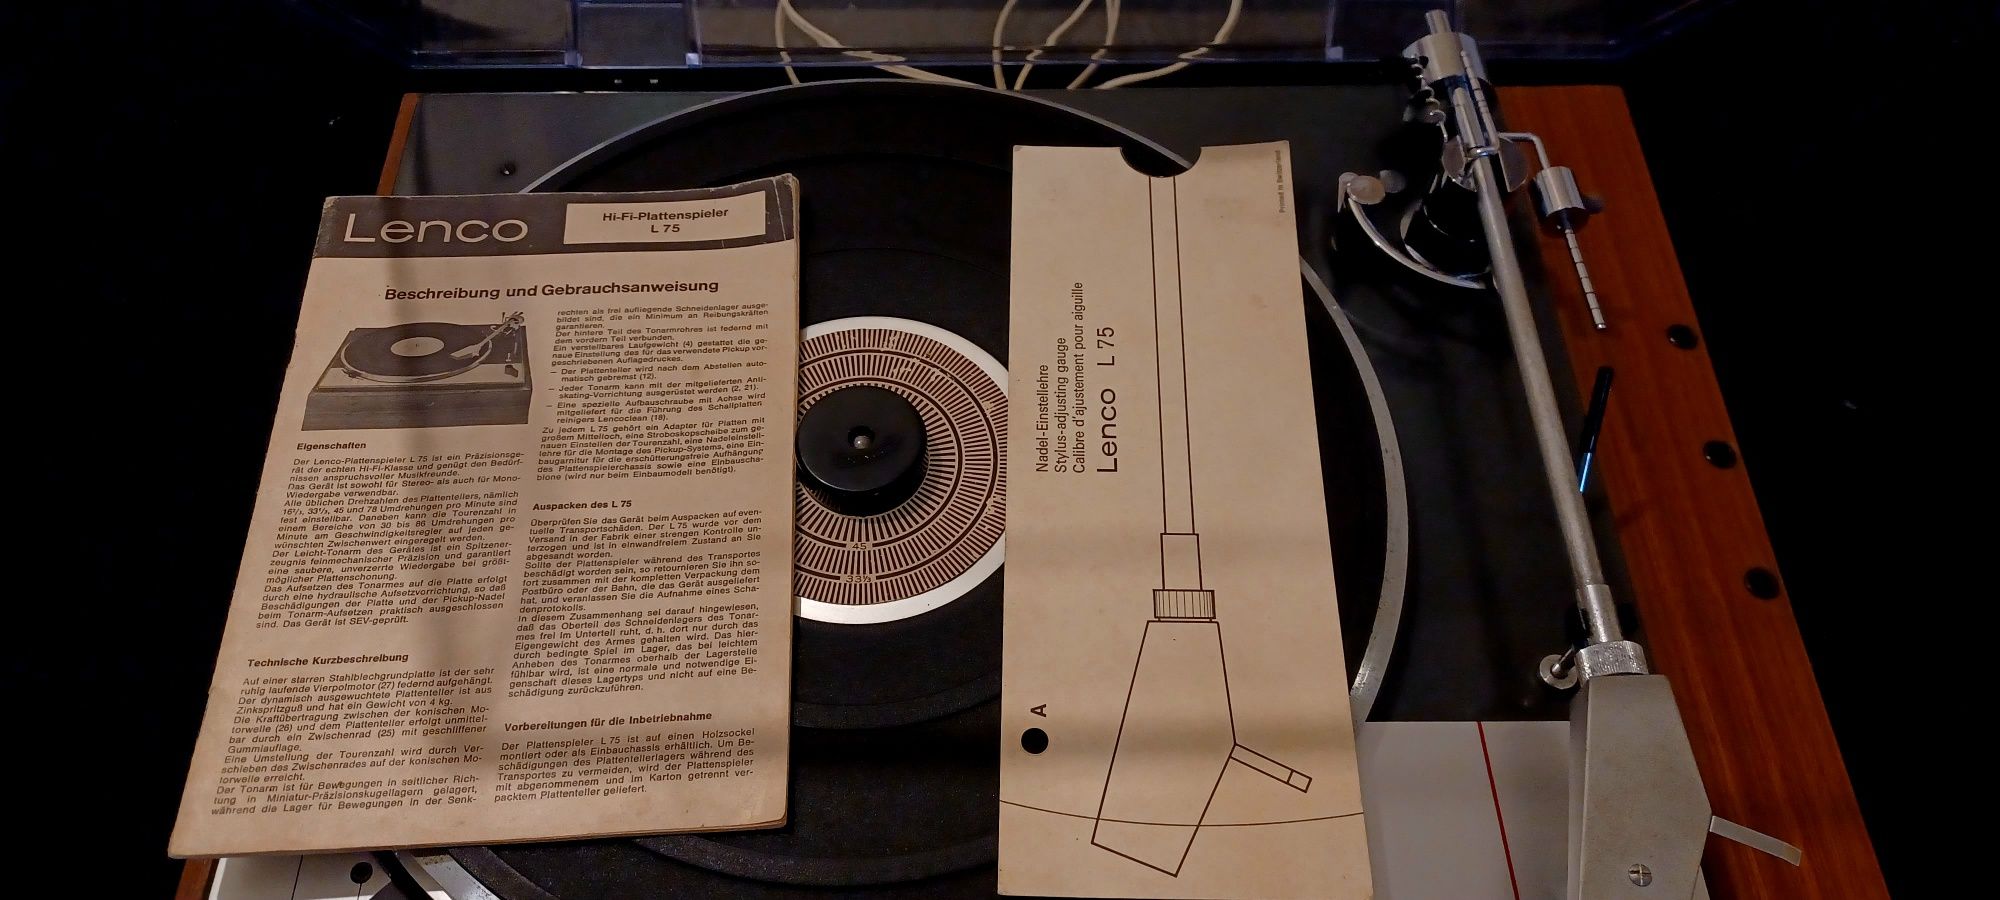 Lenco
Hi-Fi-Plattenspieler
L 75
Beschreibung und Gebrauchsanweisung
Eigenschaften
Der Lenco-Plattenspieler L 75 ist ein Präzisionsge-
rät der echten Hi-Fi-Klasse und genügt den Bedürf-
nissen anspruchsvoller Musikfreunde.
Das Gerät ist sowohl für Stereo- als auch für Mono-
Wiedergabe verwendbar.
Alle üblichen Drehzahlen des Plattentellers, nämlich
16²/₃, 33¹/₃, 45 und 78 Umdrehungen pro Minute sind
fest einstellbar. Daneben kann die Tourenzahl in
einem Bereiche von 30 bis 86 Umdrehungen pro
Minute am Geschwindigkeitsregler auf jeden ge-
wünschten Zwischenwert eingeregelt werden.
Der Leicht-Tonarm des Gerätes ist ein Spitzener-
zeugnis feinmechanischer Präzision und garantiert
eine saubere, unverzerrte Wiedergabe bei größt-
möglicher Plattenschonung.
Das Aufsetzen des Tonarmes auf die Platte erfolgt
durch eine hydraulische Aufsetzvorrichtung, so daß
Beschädigungen der Platte und der Pickup-Nadel
beim Tonarm-Aufsetzen praktisch ausgeschlossen
sind. Das Gerät ist SEV-geprüft.
Technische Kurzbeschreibung
Auf einer starren Stahlblechgrundplatte ist der sehr
ruhig laufende Vierpolmotor (27) federnd aufgehängt.
Der dynamisch ausgewuchtete Plattenteller ist aus
Zinkspritzguß und hat ein Gewicht von 4 kg.
Die Kraftübertragung zwischen der konischen Mo-
torwelle (26) und dem Plattenteller erfolgt unmittel-
bar durch ein Zwischenrad (25) mit geschliffener
Gummiauflage.
Eine Umstellung der Tourenzahl wird durch Ver-
schieben des Zwischenrades auf der konischen Mo-
torwelle erreicht.
Der Tonarm ist für Bewegungen in seitlicher Rich-
tung in Miniatur-Präzisionskugellagern gelagert,
während die Lager für Bewegungen in der Senk-
rechten als frei aufliegende Schneidenlager ausge-
bildet sind, die ein Minimum an Reibungskräften
garantieren.
Der hintere Teil des Tonarmrohres ist federnd mit
dem vordern Teil verbunden.
Ein verstellbares Laufgewicht (4) gestattet die ge-
naue Einstellung des für das verwendete Pickup vor-
geschriebenen Auflagedruckes.
— Der Plattenteller wird nach dem Abstellen auto-
matisch gebremst (12).
— Jeder Tonarm kann mit der mitgelieferten Anti-
skating-Vorrichtung ausgerüstet werden (2, 21).
— Eine spezielle Aufbauschraube mit Achse wird
mitgeliefert für die Führung des Schallplatten-
reinigers Lencoclean (18).
Zu jedem L 75 gehört ein Adapter für Platten mit
großem Mittelloch, eine Stroboskopscheibe zum ge-
nauen Einstellen der Tourenzahl, eine Nadeleinstell-
lehre für die Montage des Pickup-Systems, eine Ein-
baugarnitur für die erschütterungsfreie Aufhängung
des Plattenspielerchassis sowie eine Einbauscha-
blone (wird nur beim Einbaumodell benötigt).
Auspacken des L 75
Überprüfen Sie das Gerät beim Auspacken auf even-
tuelle Transportschäden. Der L 75 wurde vor dem
Versand in der Fabrik einer strengen Kontrolle un-
terzogen und ist in einwandfreiem Zustand an Sie
abgesandt worden.
Sollte der Plattenspieler während des Transportes
beschädigt worden sein, so retournieren Sie ihn so-
fort zusammen mit der kompletten Verpackung dem
Postbüro oder der Bahn, die das Gerät ausgeliefert
hat, und veranlassen Sie die Aufnahme eines Scha-
denprotokolls.
In diesem Zusammenhang sei darauf hingewiesen,
daß das Oberteil des Schneidenlagers des Tonar-
mes frei im Unterteil ruht, d. h. dort nur durch das
Eigengewicht des Armes gehalten wird. Das hier-
durch bedingte Spiel im Lager, das bei leichtem
Anheben des Tonarmes oberhalb der Lagerstelle
fühlbar wird, ist eine normale und notwendige Ei-
genschaft dieses Lagertyps und nicht auf eine Be-
schädigung zurückzuführen.
Vorbereitungen für die Inbetriebnahme
Der Plattenspieler L 75 ist auf einen Holzsockel
montiert oder als Einbauchassis erhältlich. Um Be-
schädigungen des Plattentellerlagers während des
Transportes zu vermeiden, wird der Plattenspieler
mit abgenommenem und im Karton getrennt ver-
packtem Plattenteller geliefert.
45
33⅓
Nadel-Einstellehre
Stylus-adjusting gauge
Calibre d'ajustement pour aiguille
Lenco L 75
A
Printed in Switzerland